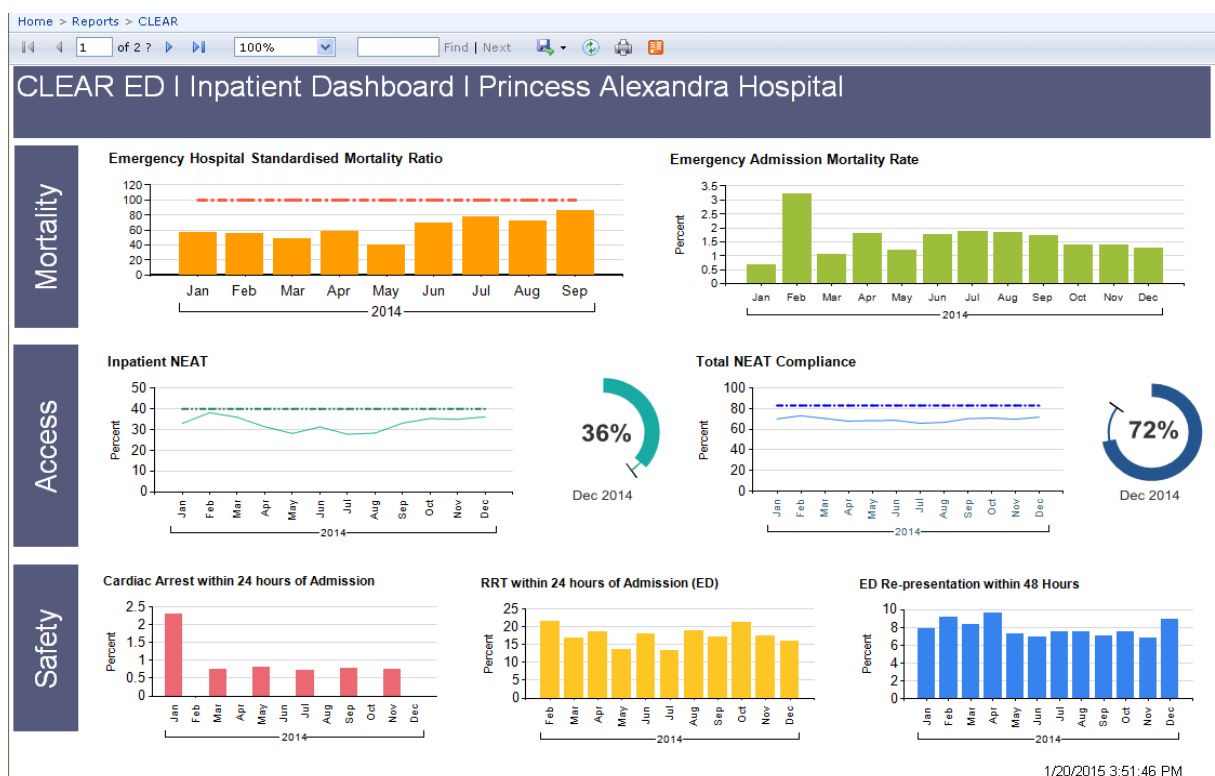 Home > Reports > CLEAR
1 of 2 ? 100% Find | Next
CLEAR ED I Inpatient Dashboard I Princess Alexandra Hospital
Mortality
Emergency Hospital Standardised Mortality Ratio
120
100
80
60
40
20
0
Jan Feb Mar Apr May Jun Jul Aug Sep
2014
Emergency Admission Mortality Rate
Percent
3.5
3
2.5
2
1.5
1
0.5
0
Jan Feb Mar Apr May Jun Jul Aug Sep Oct Nov Dec
2014
Access
Inpatient NEAT
Percent
50
40
30
20
10
0
Jan Feb Mar Apr May Jun Jul Aug Sep Oct Nov Dec
2014
36%
Dec 2014
Total NEAT Compliance
Percent
100
80
60
40
20
0
Jan Feb Mar Apr May Jun Jul Aug Sep Oct Nov Dec
2014
72%
Dec 2014
Safety
Cardiac Arrest within 24 hours of Admission
Percent
2.5
2
1.5
1
0.5
0
Jan Feb Mar Apr May Jun Jul Aug Sep Oct Nov Dec
2014
RRT within 24 hours of Admission (ED)
Percent
25
20
15
10
5
0
Feb Mar Apr May Jun Jul Aug Sep Oct Nov Dec
2014
ED Re-presentation within 48 Hours
Percent
10
8
6
4
2
0
Jan Feb Mar Apr May Jun Jul Aug Sep Oct Nov Dec
2014
1/20/2015 3:51:46 PM